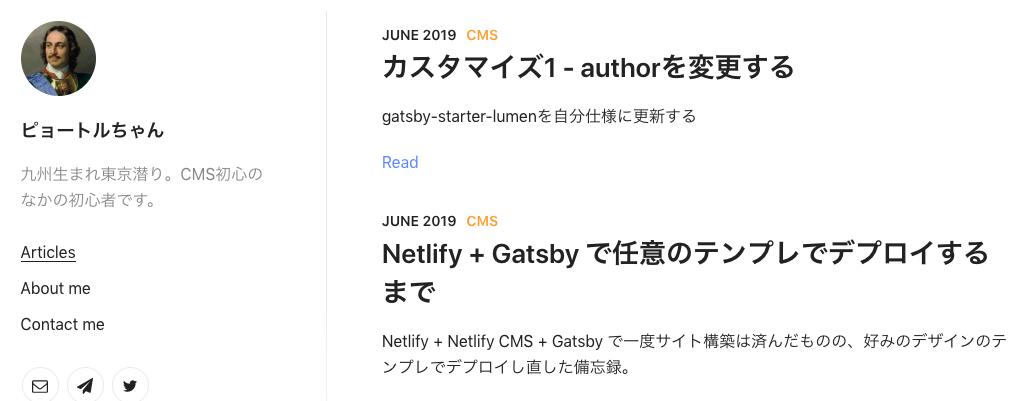 ピョートルちゃん
九州生まれ東京潜り。CMS初心の
なかの初心者です。
Articles
About me
Contact me
JUNE 2019 CMS
カスタマイズ1 - authorを変更する
gatsby-starter-lumenを自分仕様に更新する
Read
JUNE 2019 CMS
Netlify + Gatsby で任意のテンプレでデプロイする
まで
Netlify + Netlify CMS + Gatsby で一度サイト構築は済んだものの、好みのデザインのテ
ンプレでデプロイし直した備忘録。